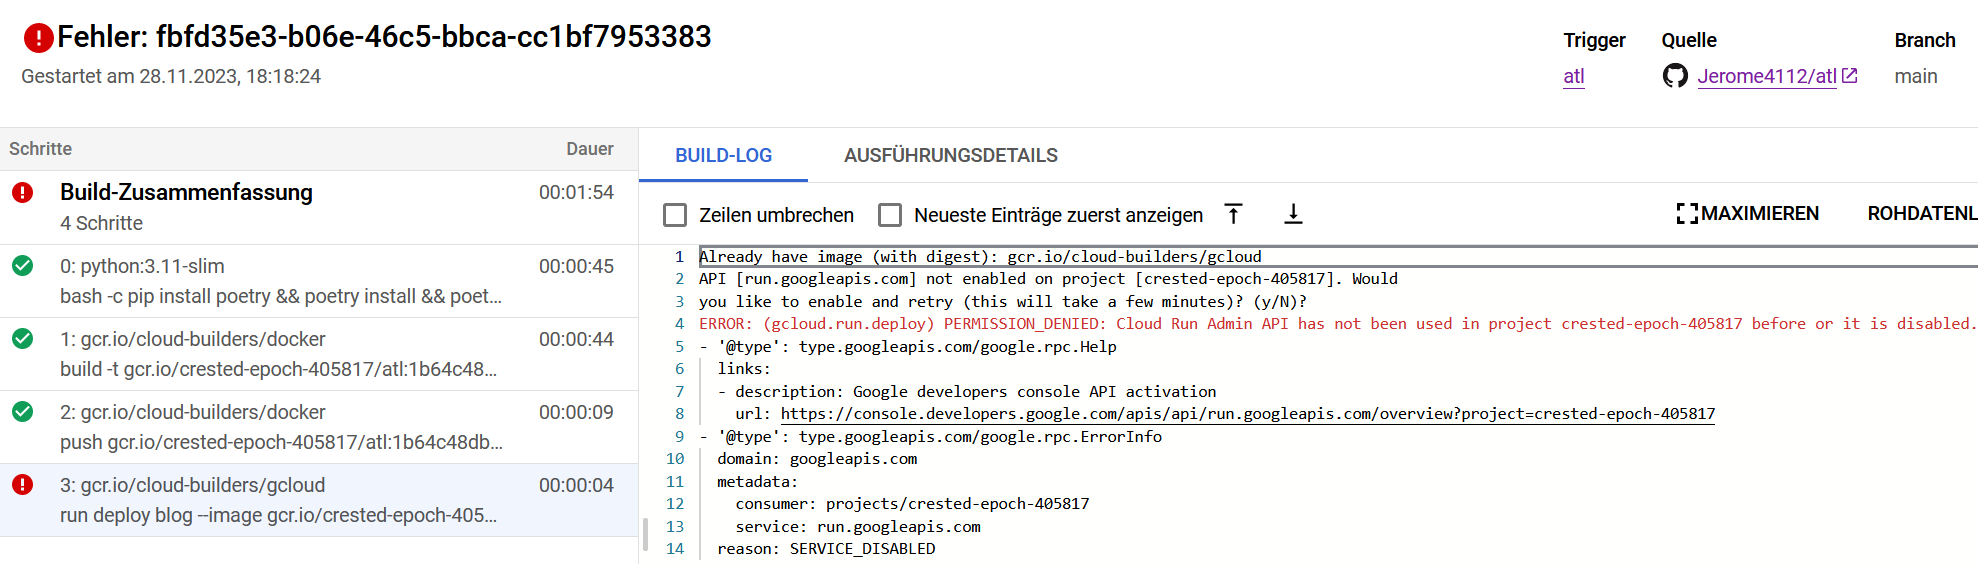 Fehler: fbfd35e3-b06e-46c5-bbca-cc1bf7953383
Gestartet am 28.11.2023, 18:18:24
Trigger
atl
Quelle
Jerome4112/atl
Branch
main
Schritte Dauer
Build-Zusammenfassung 00:01:54
4 Schritte
0: python:3.11-slim 00:00:45
bash -c pip install poetry && poetry install && poet...
1: gcr.io/cloud-builders/docker 00:00:44
build -t gcr.io/crested-epoch-405817/atl:1b64c48...
2: gcr.io/cloud-builders/docker 00:00:09
push gcr.io/crested-epoch-405817/atl:1b64c48db...
3: gcr.io/cloud-builders/gcloud 00:00:04
run deploy blog --image gcr.io/crested-epoch-405...
BUILD-LOG AUSFÜHRUNGSDETAILS
Zeilen umbrechen Neueste Einträge zuerst anzeigen MAXIMIEREN ROHDATENL
1 Already have image (with digest): gcr.io/cloud-builders/gcloud
2 API [run.googleapis.com] not enabled on project [crested-epoch-405817]. Would
3 you like to enable and retry (this will take a few minutes)? (y/N)?
4 ERROR: (gcloud.run.deploy) PERMISSION_DENIED: Cloud Run Admin API has not been used in project crested-epoch-405817 before or it is disabled.
5 - '@type': type.googleapis.com/google.rpc.Help
6 links:
7 - description: Google developers console API activation
8 url: https://console.developers.google.com/apis/api/run.googleapis.com/overview?project=crested-epoch-405817
9 - '@type': type.googleapis.com/google.rpc.ErrorInfo
10 domain: googleapis.com
11 metadata:
12 consumer: projects/crested-epoch-405817
13 service: run.googleapis.com
14 reason: SERVICE_DISABLED